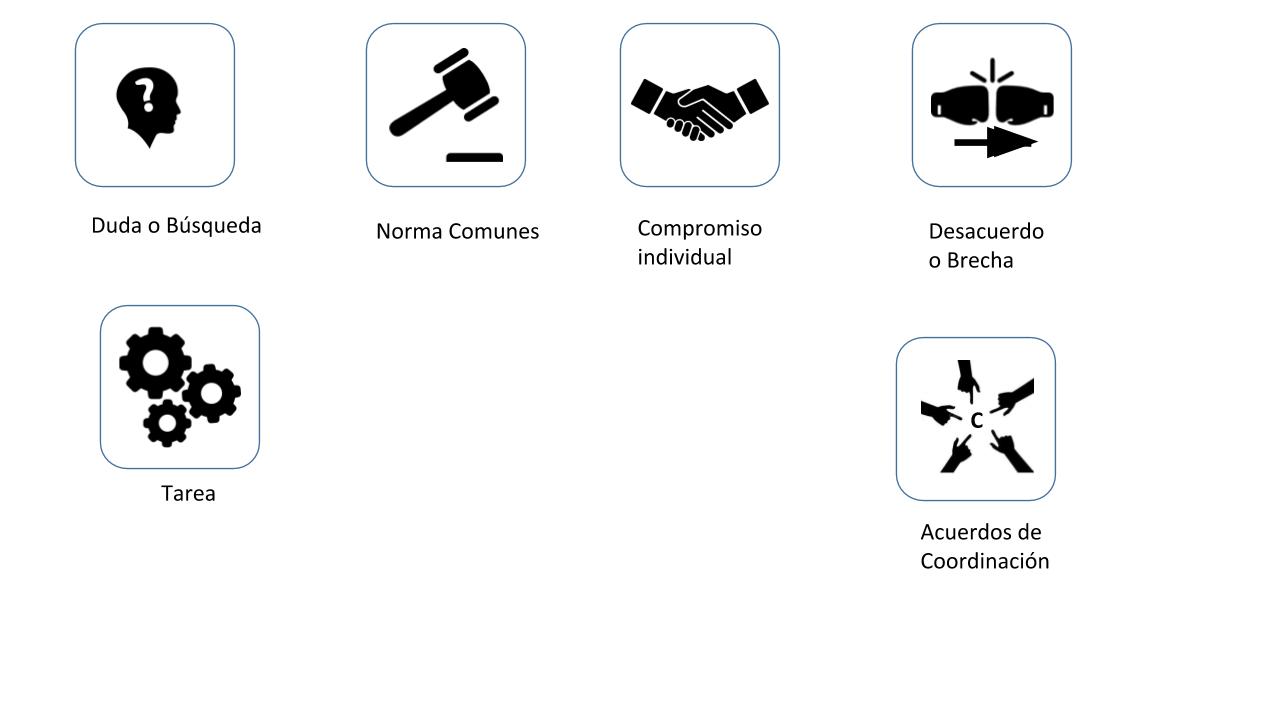 ?
Duda o Búsqueda
Norma Comunes
Compromiso
individual
Desacuerdo
o Brecha
Tarea
C
Acuerdos de
Coordinación